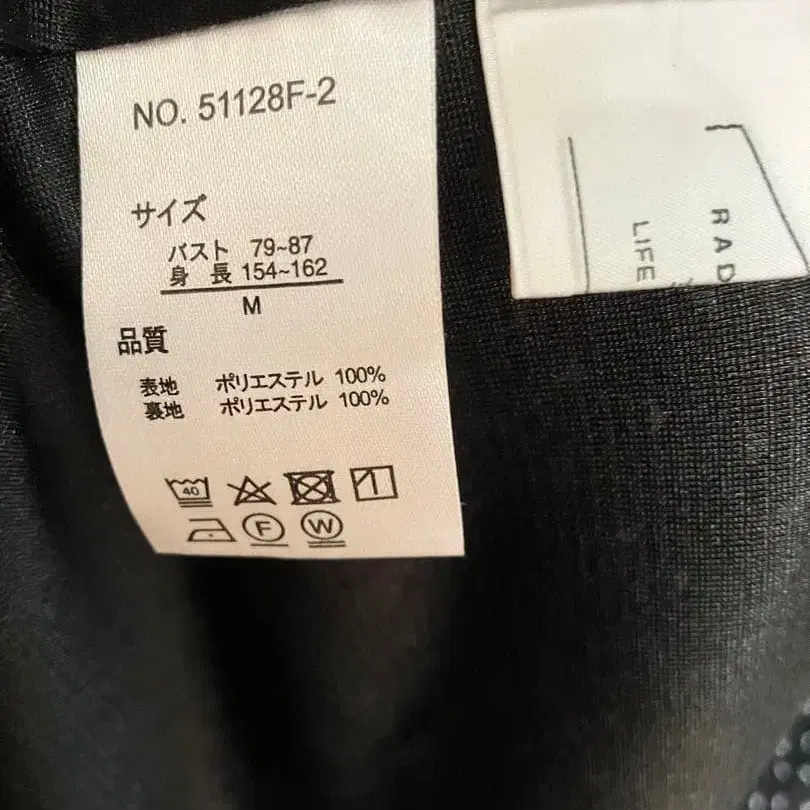 NO. 51128F-2
サイズ
バスト 79~87
身 長 154~162
M
品質
表地 ポリエステル 100%
裏地 ポリエステル 100%
40
F
W
RAD
LIFE